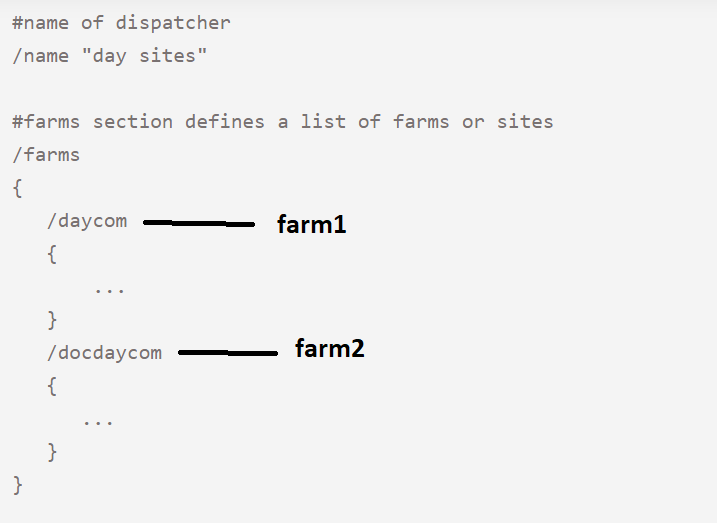 #name of dispatcher
/name "day sites"
#farms section defines a list of farms or sites
/farms
{
/daycom farm1
{
...
}
/docdaycom farm2
{
...
}
}